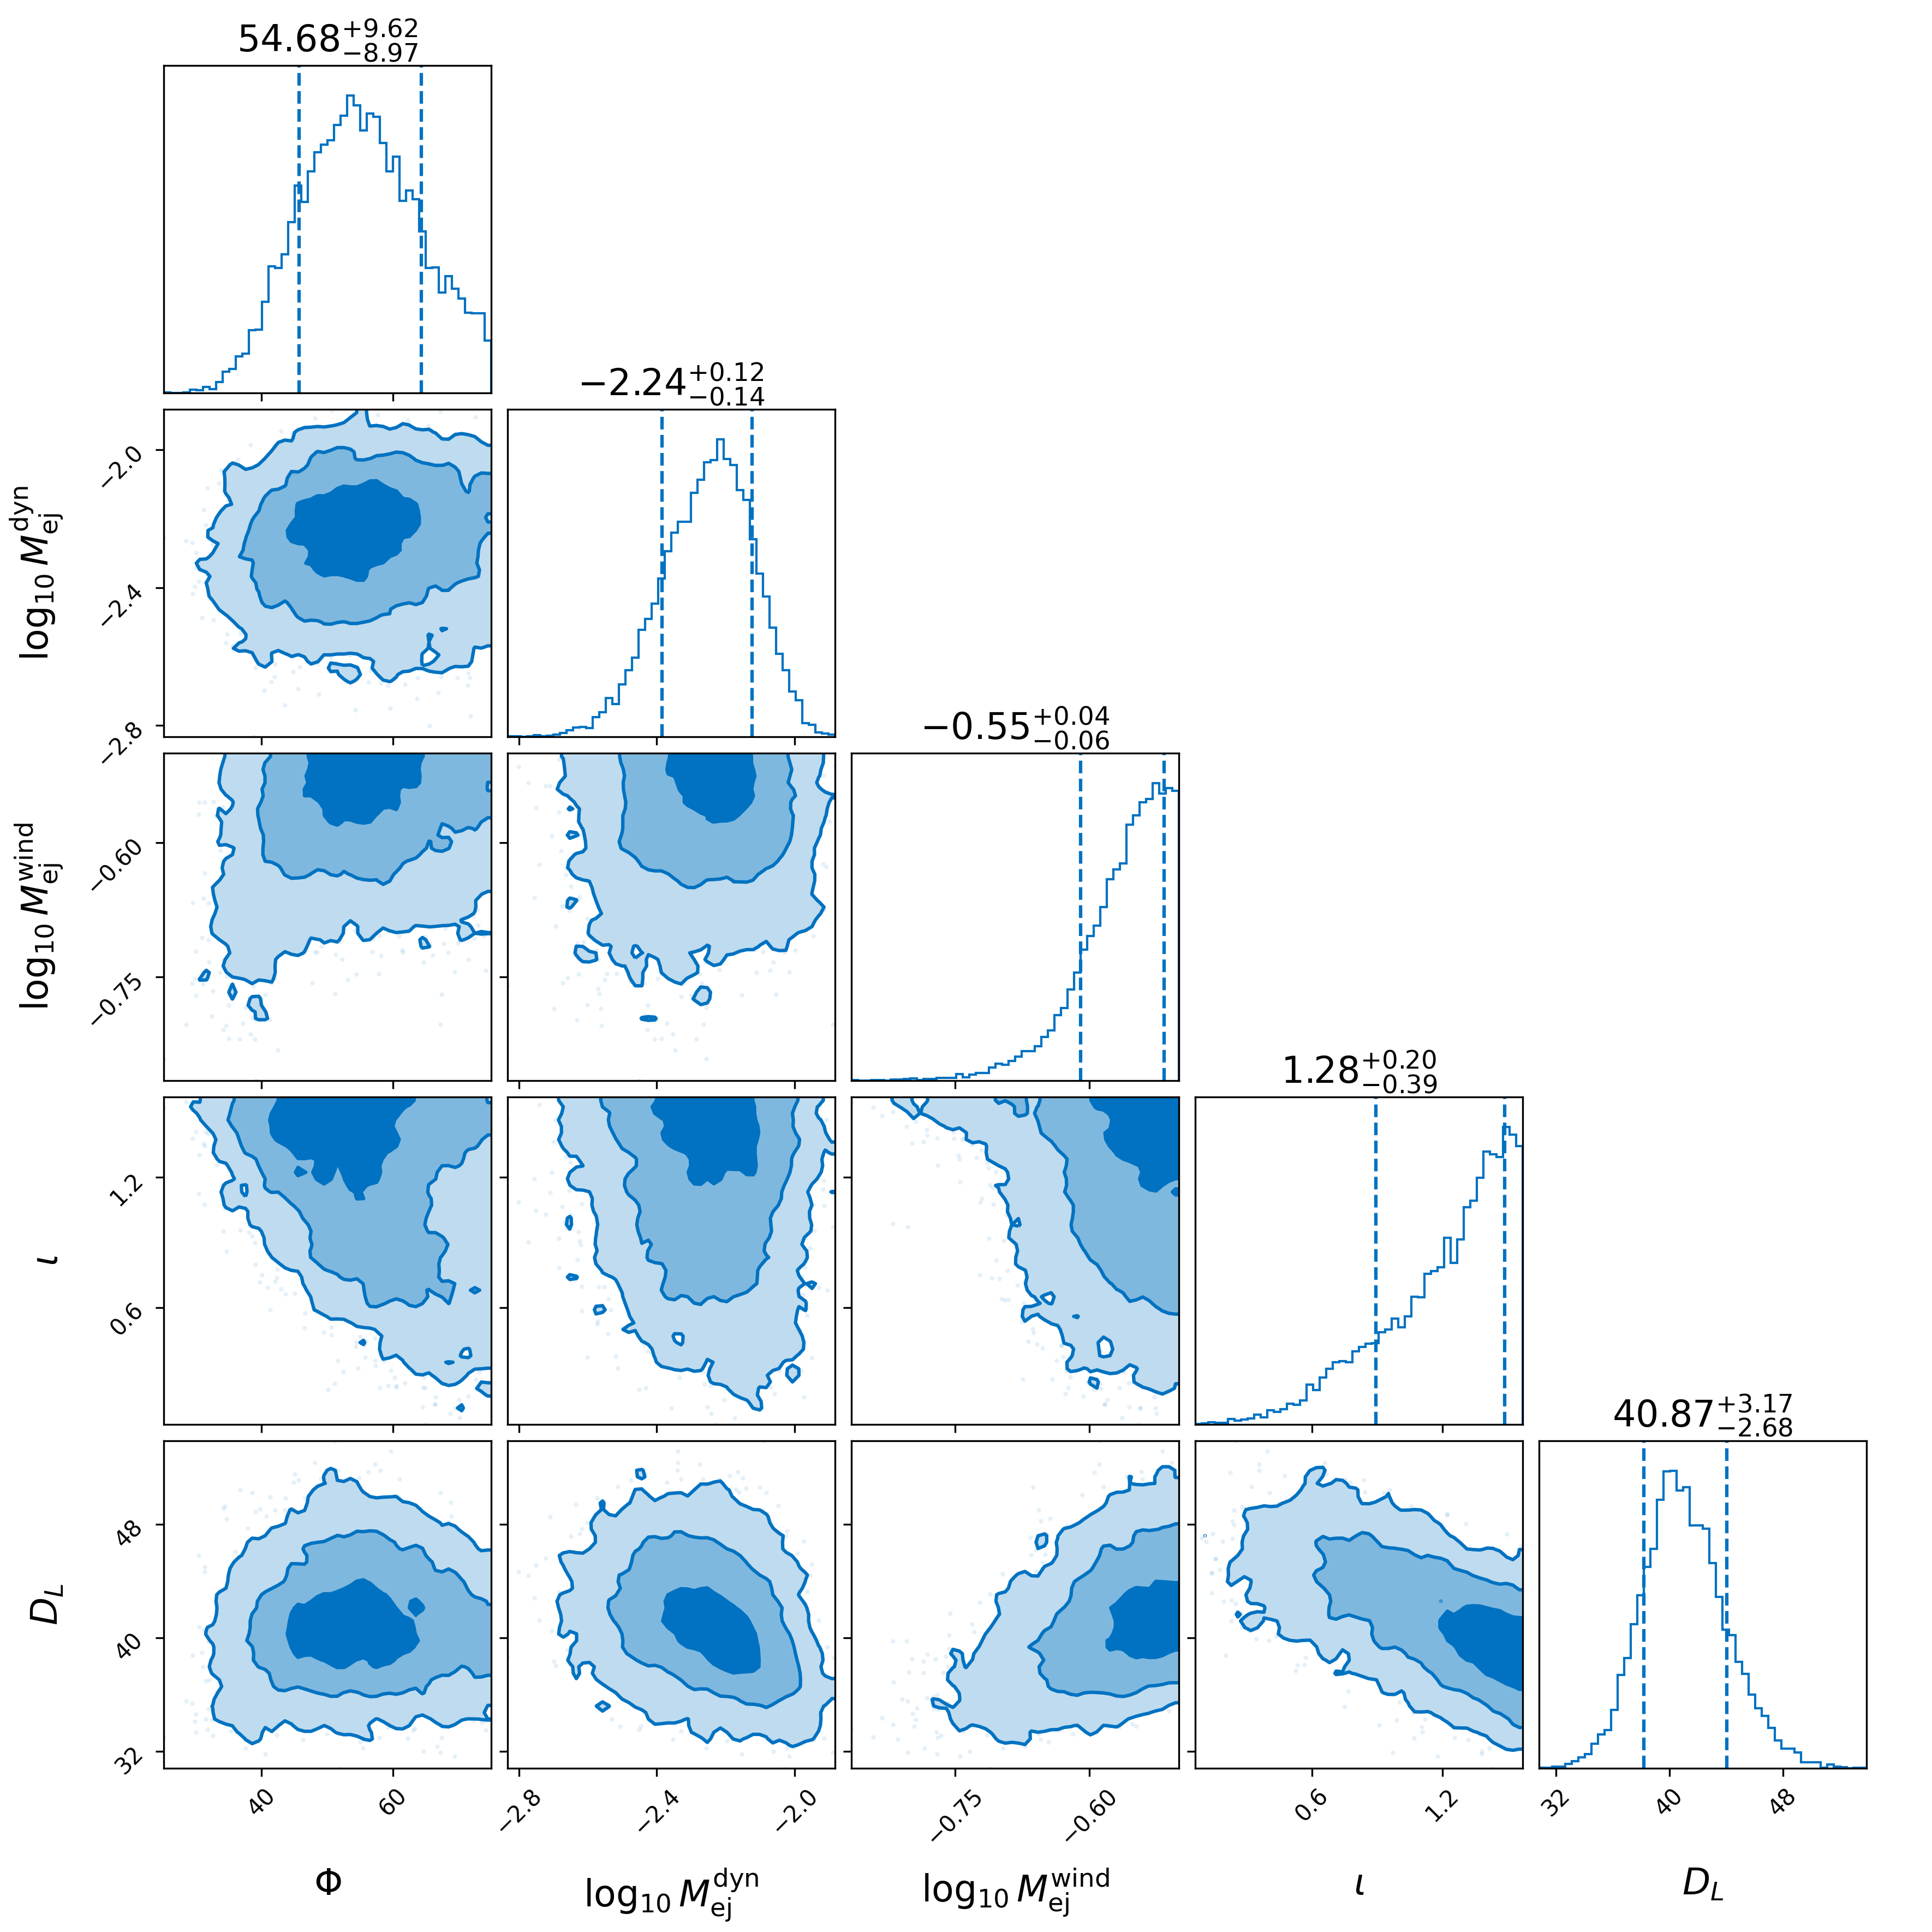 54.68+9.62−8.97
−2.24+0.12−0.14
log10 Mejdyn
−2.0
−2.4
−2.8
−0.55+0.04−0.06
log10 Mejwind
−0.60
−0.75
1.28+0.20−0.39
ι
1.2
0.6
40.87+3.17−2.68
DL
48
40
32
40 60 −2.8 −2.4 −2.0 −0.75 −0.60 0.6 1.2 32 40 48
Φ log10 Mejdyn log10 Mejwind ι DL